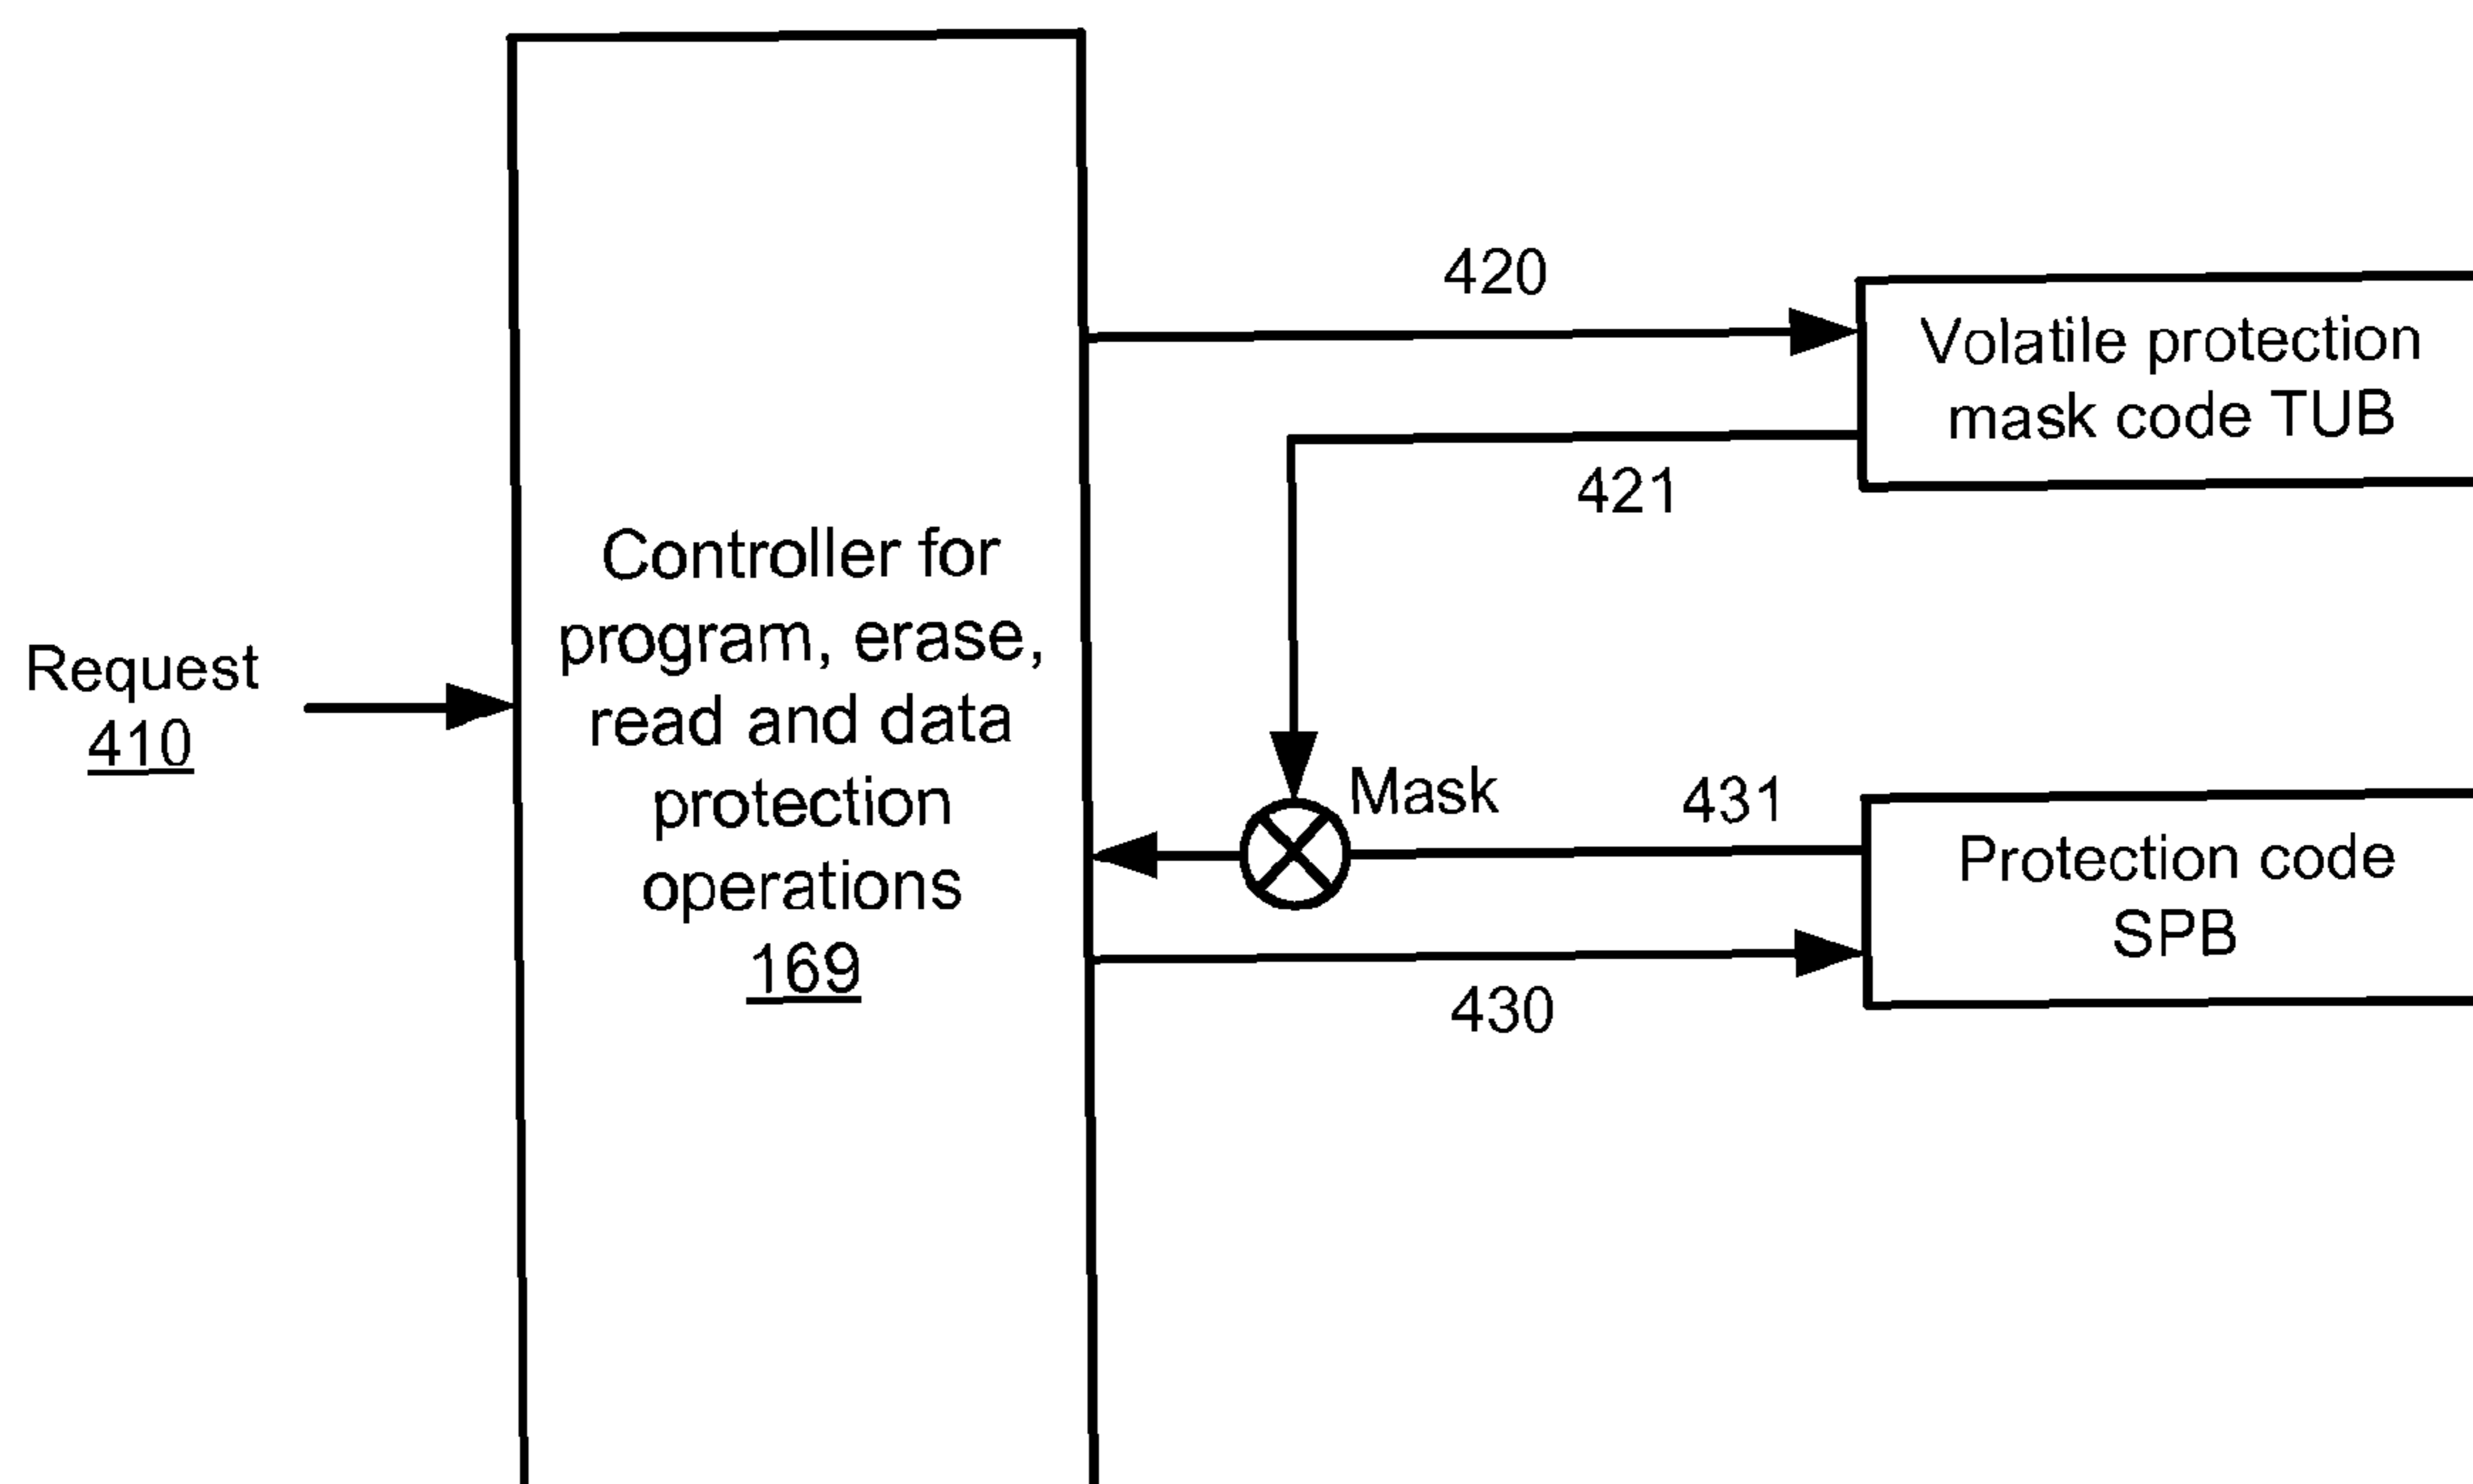 Request
410
Controller for
program, erase,
read and data
protection
operations
169
420
421
Mask
431
430
Volatile protection
mask code TUB
Protection code
SPB